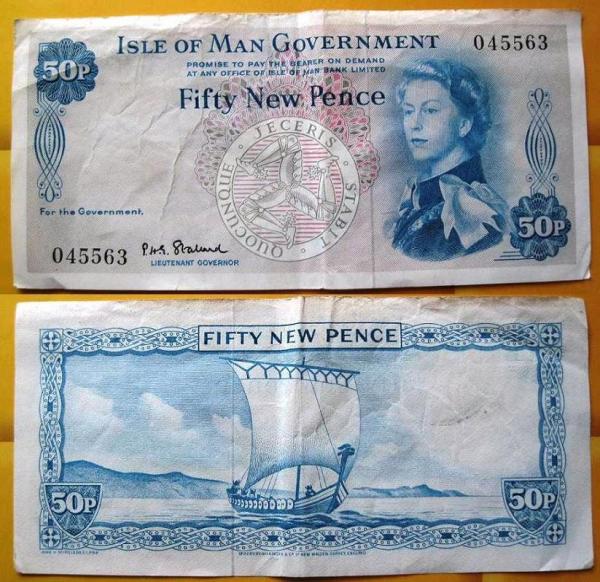 ISLE OF MAN GOVERNMENT
045563
50P
PROMISE TO PAY THE BEARER ON DEMAND
AT ANY OFFICE OF ISLE OF MAN BANK LIMITED
Fifty New Pence
QUOCUNQUE JECERIS STABIT
For the Government,
50P
045563
P.H.G. Stallard
LIEUTENANT GOVERNOR
FIFTY NEW PENCE
50P
50P